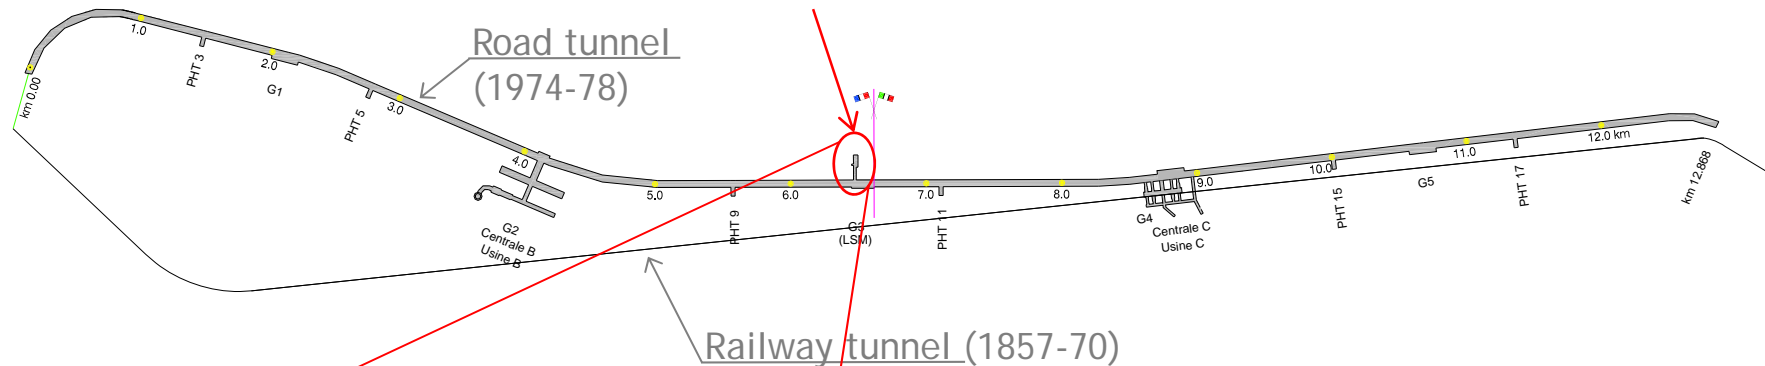 Road tunnel
(1974-78)
km 0.00
1.0
PHT 3
2.0
G1
PHT 5
3.0
4.0
G2
Centrale B
Usine B
5.0
PHT 9
6.0
G3
(LSM)
7.0
PHT 11
8.0
G4
9.0
Centrale C
Usine C
10.0
PHT 15
G5
11.0
PHT 17
12.0 km
km 12.868
Railway tunnel (1857-70)